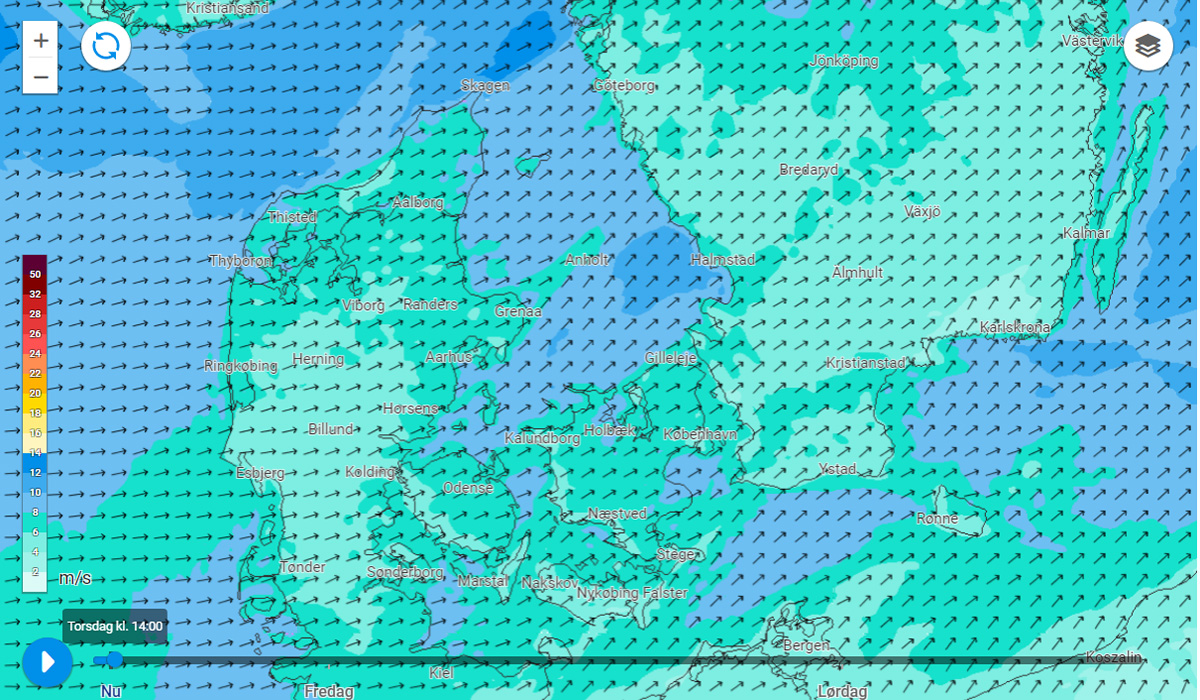 Kristiansand
Västervik
Jönköping
Skagen
Göteborg
Bredaryd
Aalborg
Växjö
Thisted
Kalmar
Thyborøn
Anholt
Halmstad
Älmhult
50
32
28
26
24
22
20
18
16
14
12
10
8
6
4
2
m/s
Viborg
Randers
Grenaa
Karlskrona
Herning
Aarhus
Gilleleje
Ringkøbing
Kristianstad
Horsens
Billund
Kalundborg
Holbæk
København
Esbjerg
Kolding
Ystad
Odense
Næstved
Rønne
Stege
Tønder
Sønderborg
Marstal
Nakskov
Nykøbing Falster
Torsdag kl. 14:00
Bergen
Koszalin
Kiel
Nu
Fredag
Lørdag